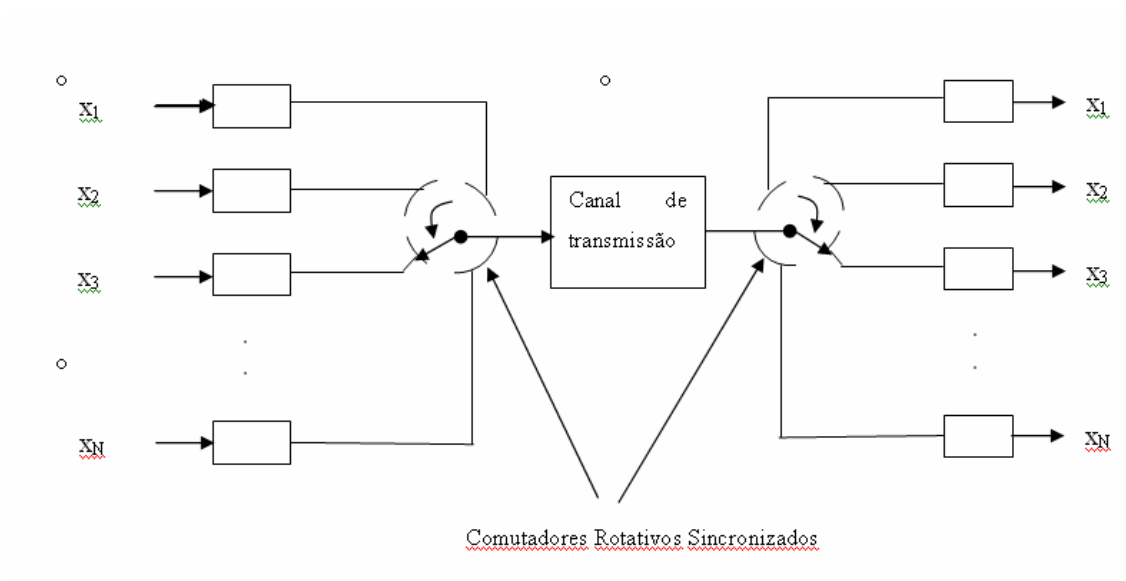 X1
X2
X3
XN
Canal de
transmissão
X1
X2
X3
XN
Comutadores Rotativos Sincronizados